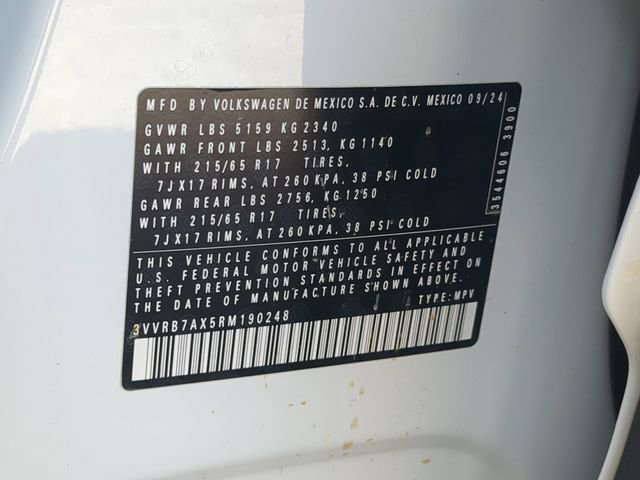 MFD BY VOLKSWAGEN DE MEXICO S.A. DE C.V. MEXICO 09/24
GVWR LBS 5159 KG 2340
GAWR FRONT LBS 2513, KG 1140
WITH 215/65 R17 TIRES,
7JX17 RIMS, AT 260 KPA, 38 PSI COLD
GAWR REAR LBS 2756, KG 1250
WITH 215/65 R17 TIRES,
7JX17 RIMS, AT 260 KPA, 38 PSI COLD
THIS VEHICLE CONFORMS TO ALL APPLICABLE
U.S. FEDERAL MOTOR VEHICLE SAFETY AND
THEFT PREVENTION STANDARDS IN EFFECT ON
THE DATE OF MANUFACTURE SHOWN ABOVE.
3VVRB7AX5RM190248 TYPE: MPV
3544606 3900